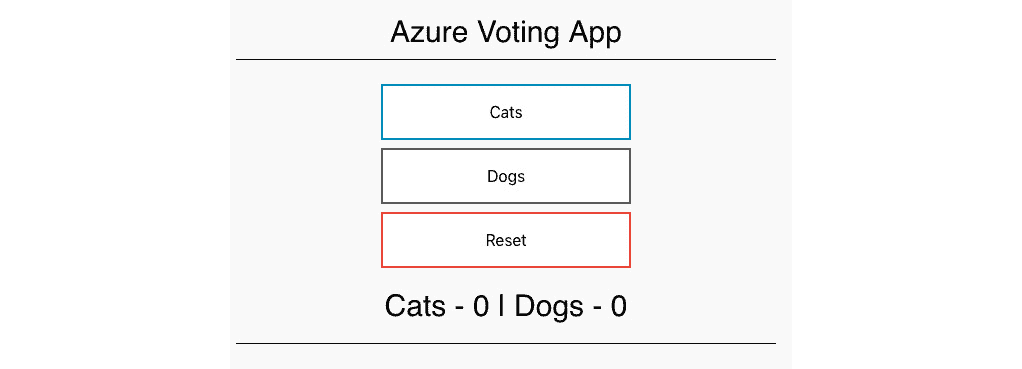 Azure Voting App
Cats
Dogs
Reset
Cats - 0 | Dogs - 0